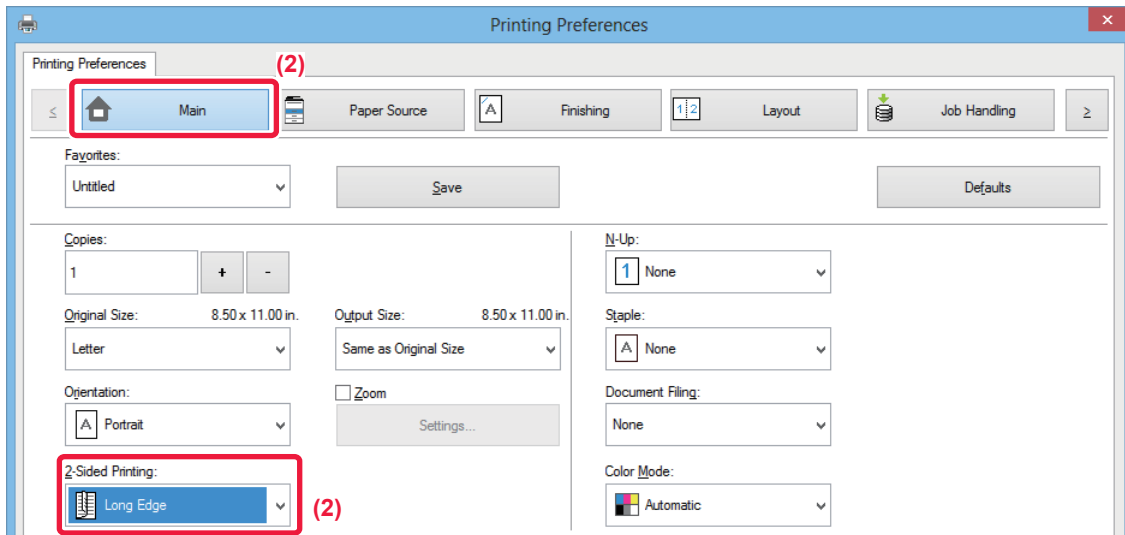 Printing Preferences
Printing Preferences
(2)
≤ Main Paper Source A Finishing 1 2 Layout Job Handling ≥
Favorites:
Untitled Save Defaults
Copies: N-Up:
1 + - 1 None
Original Size: 8.50 x 11.00 in. Output Size: 8.50 x 11.00 in. Staple:
Letter Same as Original Size A None
Orientation: Zoom Document Filing:
A Portrait Settings... None
2-Sided Printing: Color Mode:
Long Edge (2) Automatic